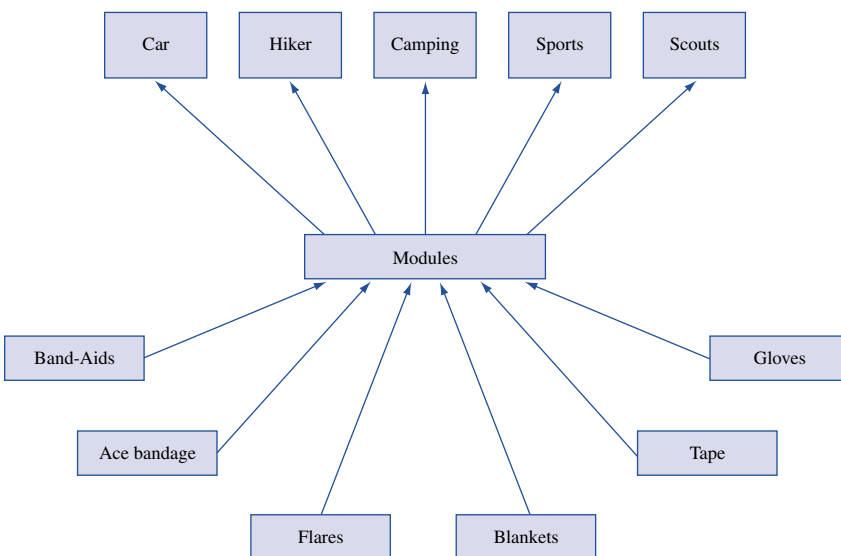 Car
Hiker
Camping
Sports
Scouts
Modules
Band-Aids
Gloves
Ace bandage
Tape
Flares
Blankets